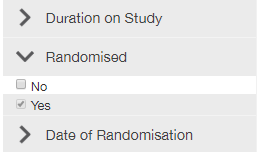 Duration on Study
Randomised
No
Yes
Date of Randomisation